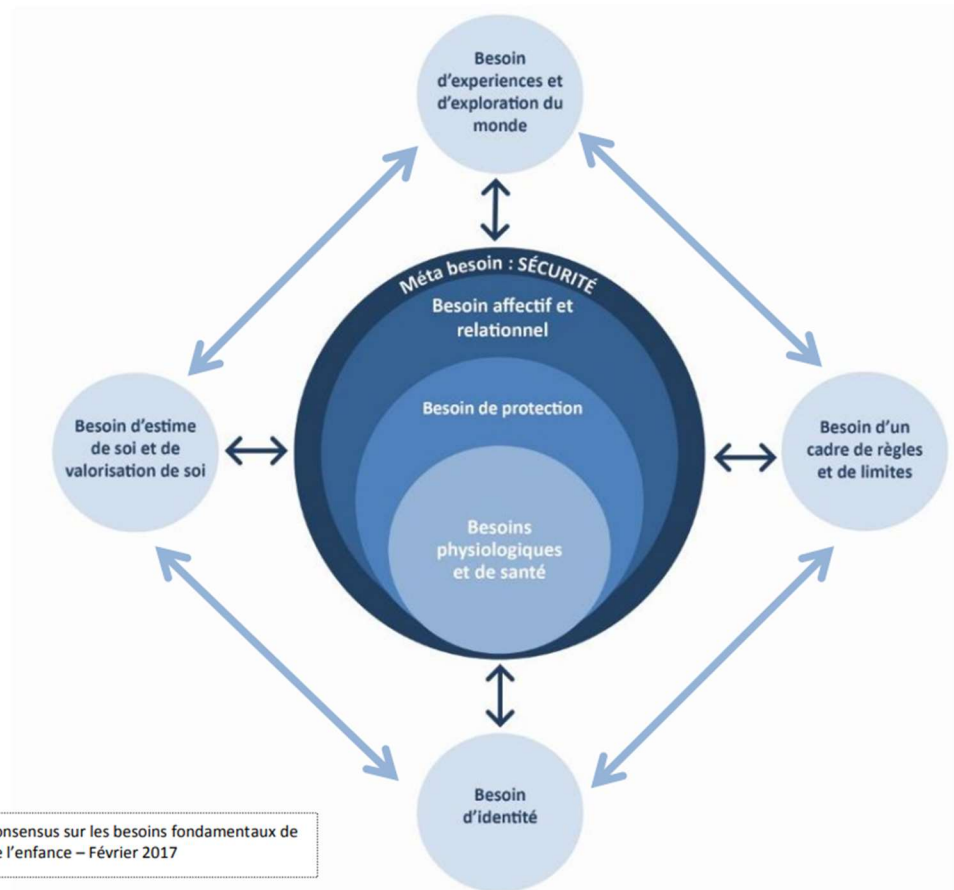 Besoin
d'experiences et
d'exploration du
monde
Méta besoin : SÉCURITÉ
Besoin affectif et
relationnel
Besoin de protection
Besoins
physiologiques
et de santé
Besoin d'estime
de soi et de
valorisation de soi
Besoin d'un
cadre de règles
et de limites
Besoin
d'identité
onsensus sur les besoins fondamentaux de
l'enfance – Février 2017